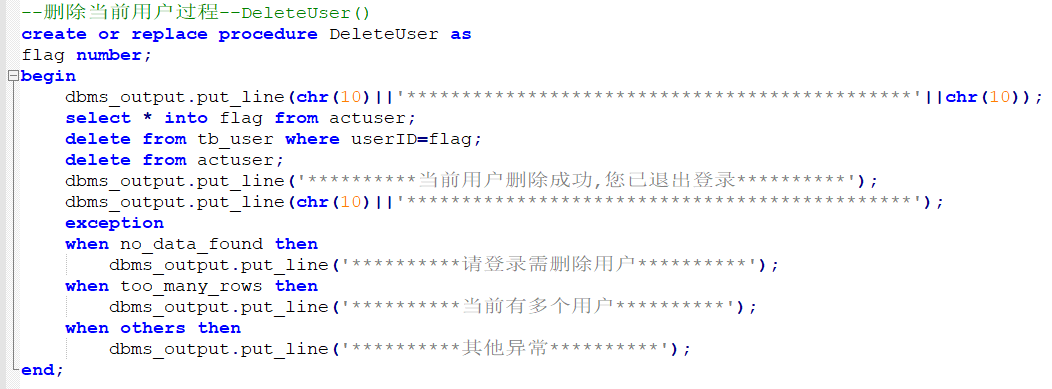 --删除当前用户过程--DeleteUser()
create or replace procedure DeleteUser as
flag number;
begin
    dbms_output.put_line(chr(10)||'**********************************************'||chr(10));
    select * into flag from actuser;
    delete from tb_user where userID=flag;
    delete from actuser;
    dbms_output.put_line('**********当前用户删除成功,您已退出登录**********');
    dbms_output.put_line(chr(10)||'**********************************************');
    exception
    when no_data_found then
        dbms_output.put_line('**********请登录需删除用户**********');
    when too_many_rows then
        dbms_output.put_line('**********当前有多个用户**********');
    when others then
        dbms_output.put_line('**********其他异常**********');
end;